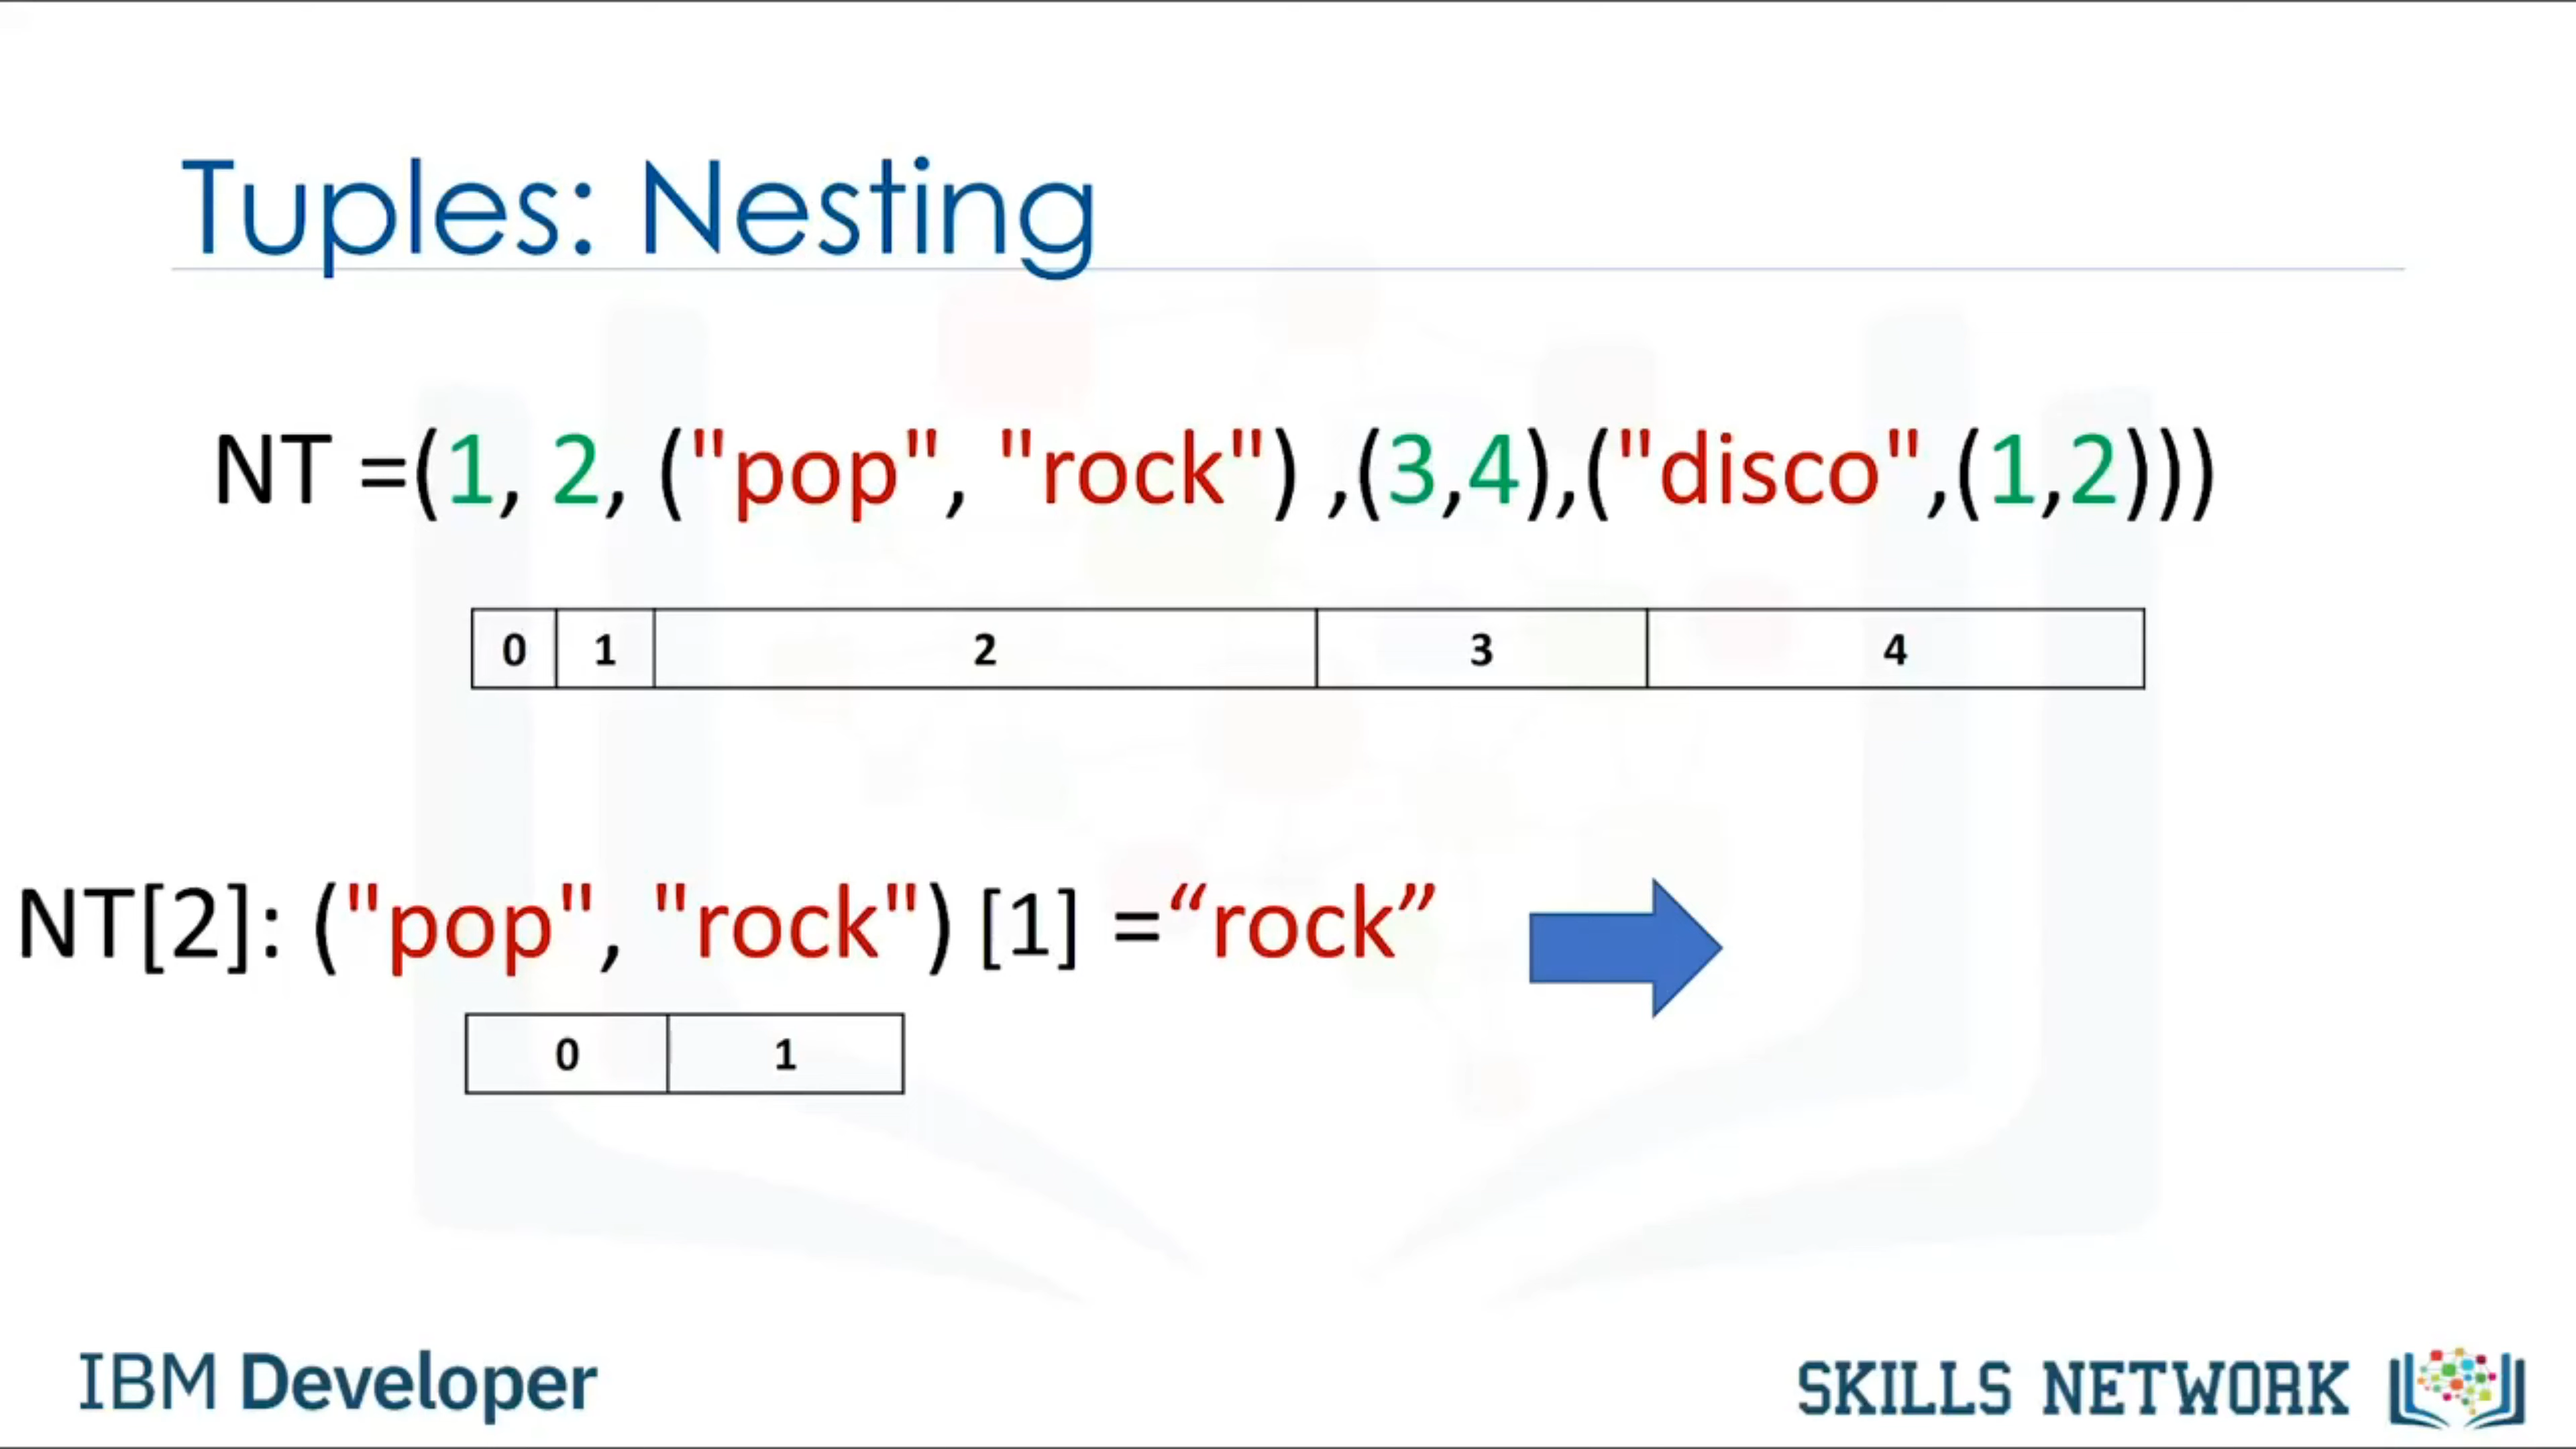 Tuples: Nesting
NT =(1, 2, ("pop", "rock") ,(3,4),("disco",(1,2)))
0 1 2 3 4
NT[2]: ("pop", "rock") [1] =“rock”
0 1
IBM Developer
SKILLS NETWORK